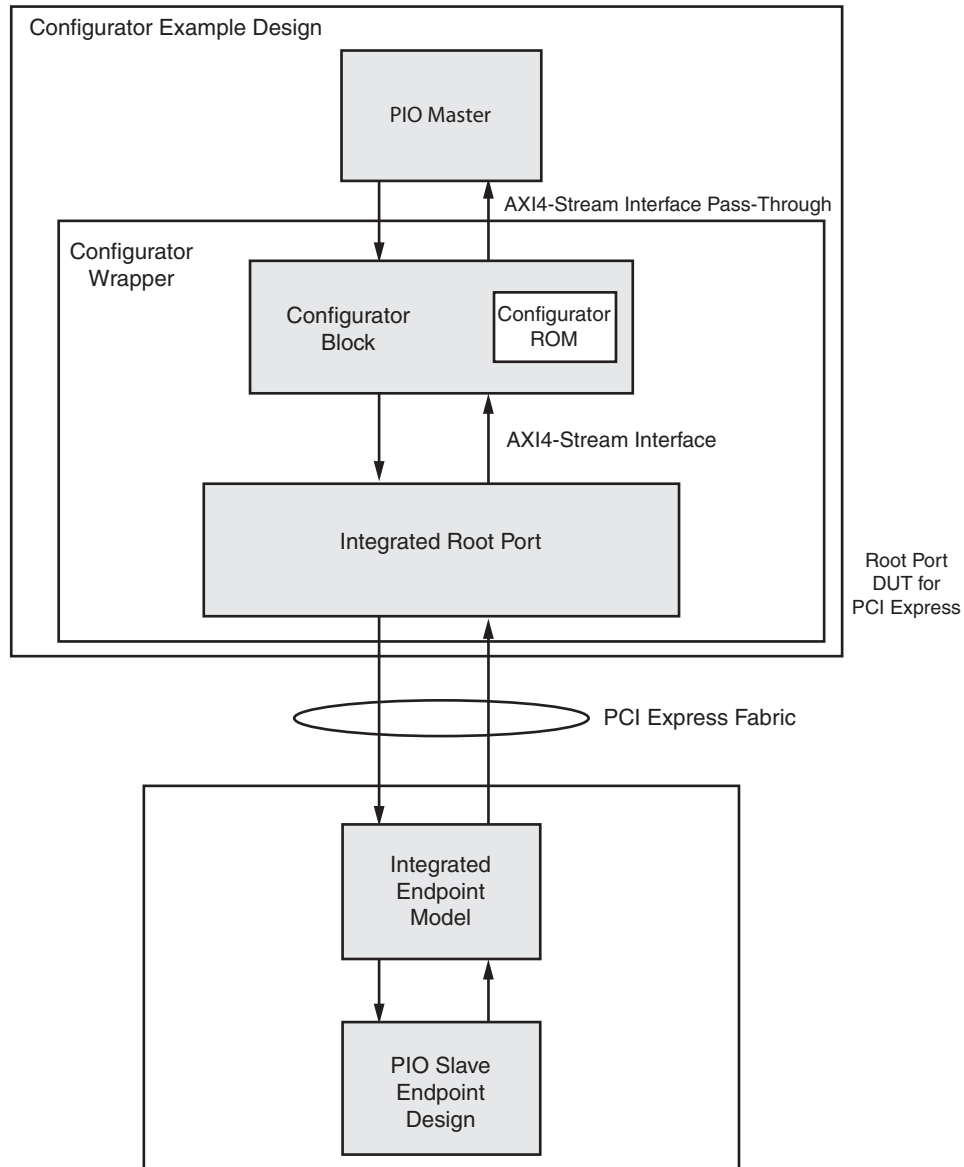 Configurator Example Design
PIO Master
AXI4-Stream Interface Pass-Through
Configurator
Wrapper
Configurator
Block
Configurator
ROM
AXI4-Stream Interface
Integrated Root Port
Root Port
DUT for
PCI Express
PCI Express Fabric
Integrated
Endpoint
Model
PIO Slave
Endpoint
Design